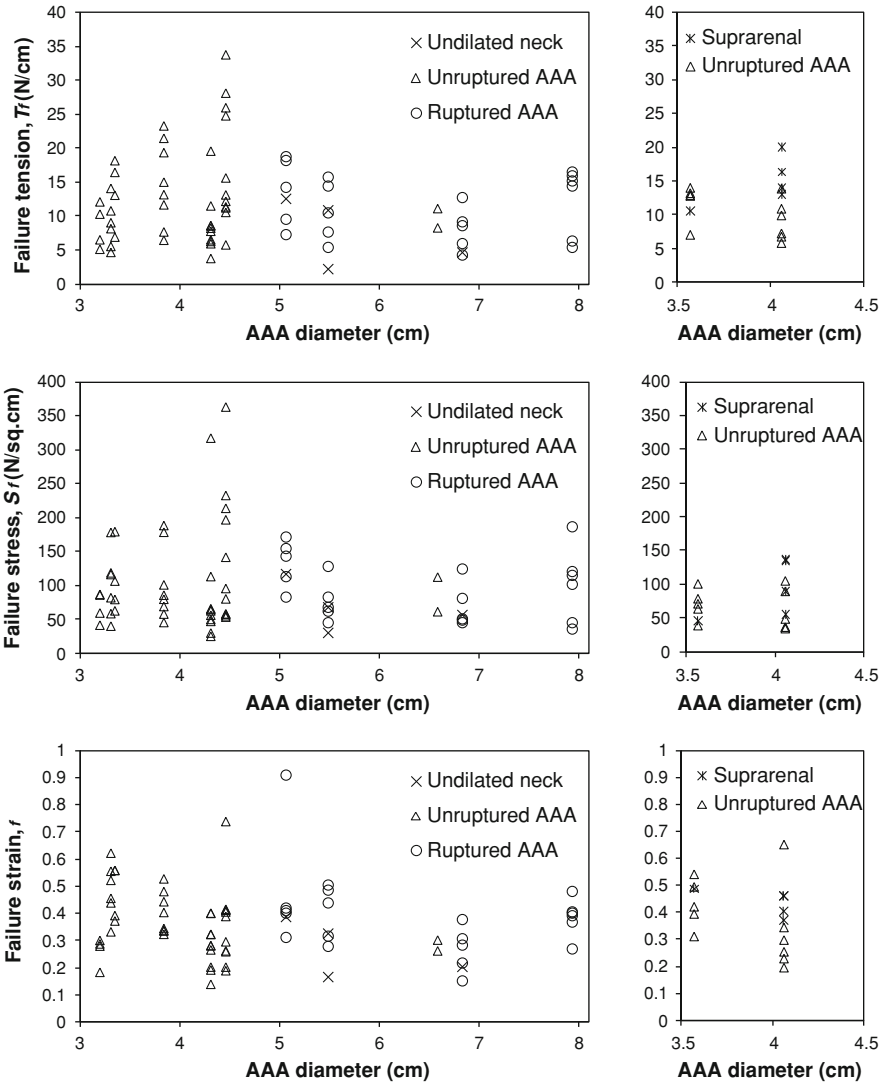 Failure tension, Tf (N/cm)
40
35
30
25
20
15
10
5
0
× Undilated neck
△ Unruptured AAA
○ Ruptured AAA
3 4 5 6 7 8
AAA diameter (cm)
40
35
30
25
20
15
10
5
0
Suprarenal
△ Unruptured AAA
3.5 4 4.5
AAA diameter (cm)
Failure stress, Sf (N/sq.cm)
400
350
300
250
200
150
100
50
0
× Undilated neck
△ Unruptured AAA
○ Ruptured AAA
3 4 5 6 7 8
AAA diameter (cm)
400
350
300
250
200
150
100
50
0
Suprarenal
△ Unruptured AAA
3.5 4 4.5
AAA diameter (cm)
Failure strain, f
1
0.9
0.8
0.7
0.6
0.5
0.4
0.3
0.2
0.1
0
× Undilated neck
△ Unruptured AAA
○ Ruptured AAA
3 4 5 6 7 8
AAA diameter (cm)
1
0.9
0.8
0.7
0.6
0.5
0.4
0.3
0.2
0.1
0
Suprarenal
△ Unruptured AAA
3.5 4 4.5
AAA diameter (cm)